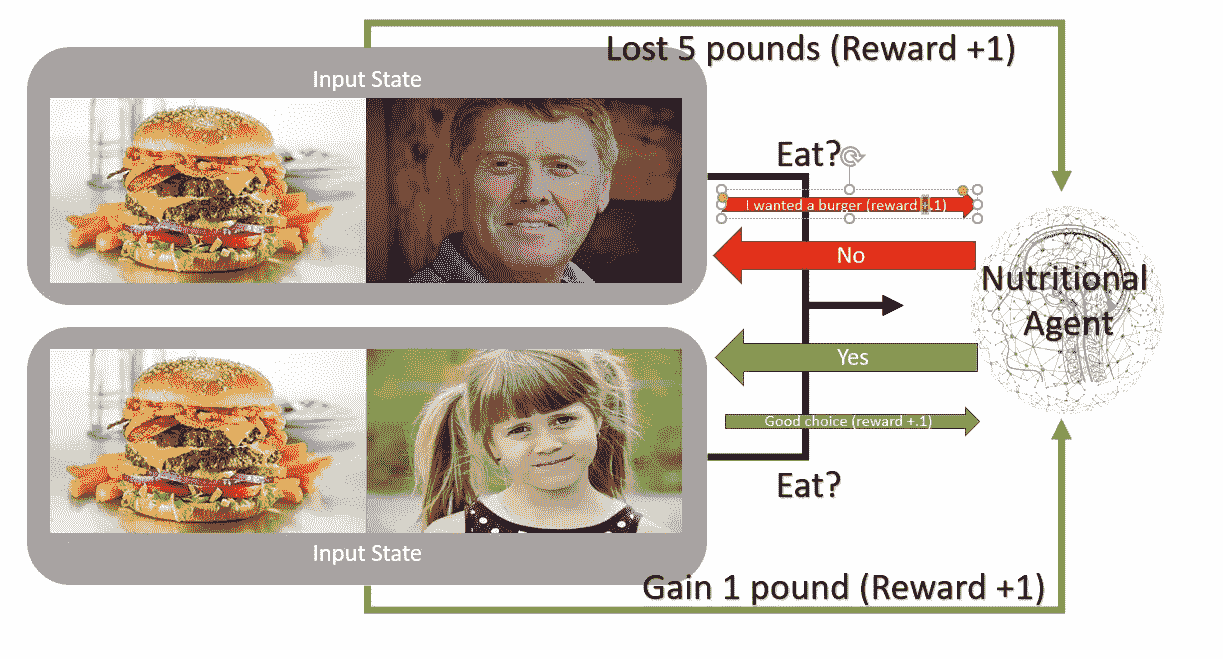 Lost 5 pounds (Reward +1)
Input State
Eat?
I wanted a burger (reward +.1)
No
Nutritional
Agent
Yes
Good choice (reward +.1)
Eat?
Input State
Gain 1 pound (Reward +1)